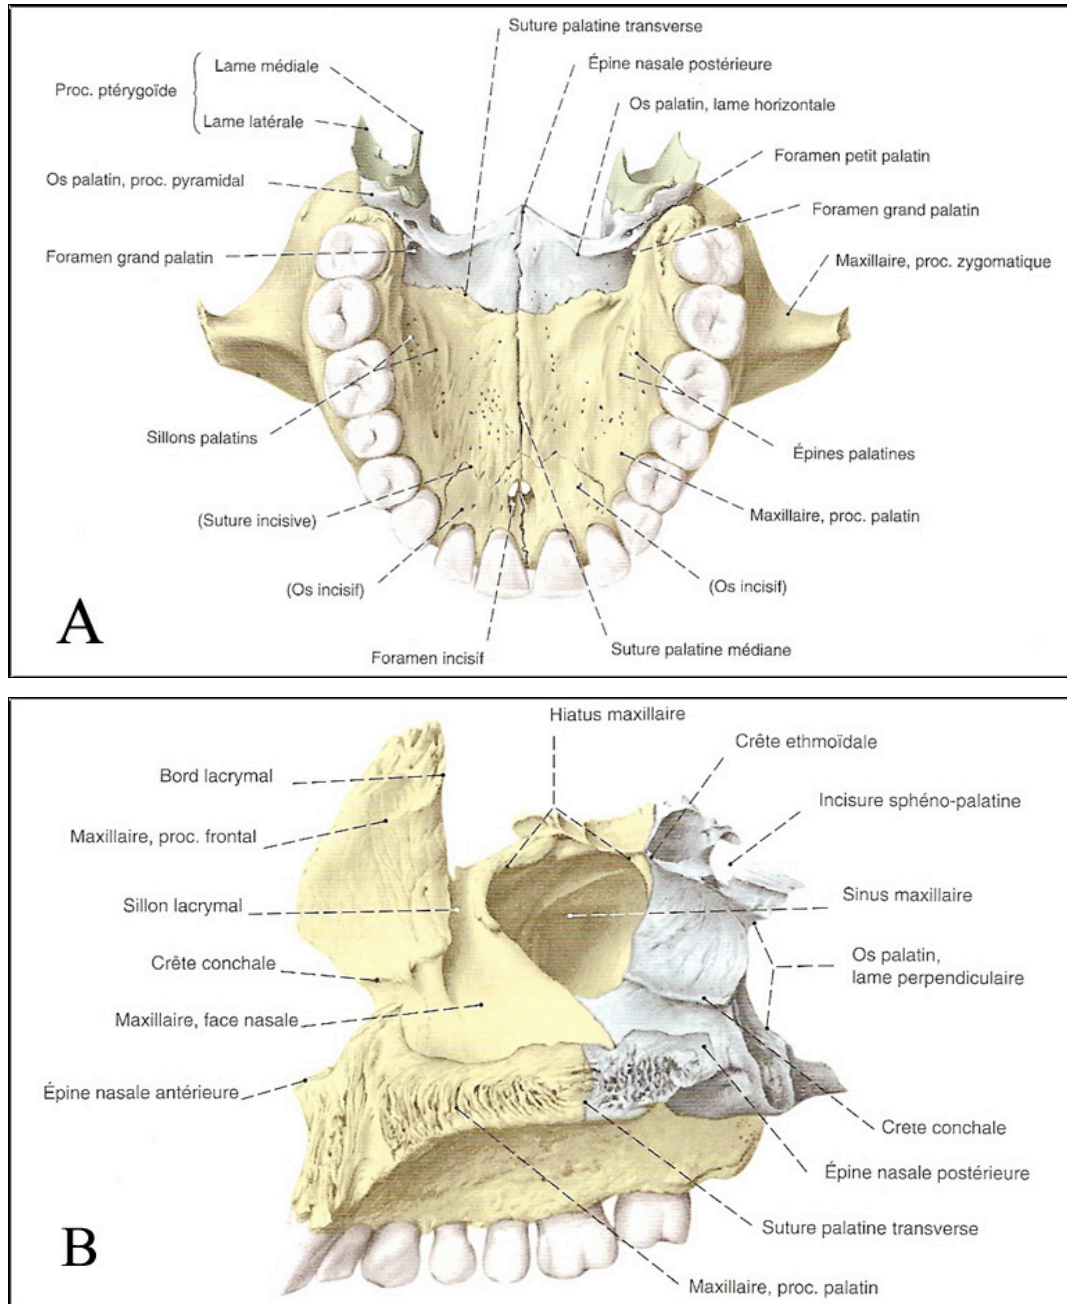 Suture palatine transverse
Lame médiale
Épine nasale postérieure
Proc. ptérygoïde
Os palatin, lame horizontale
Lame latérale
Foramen petit palatin
Os palatin, proc. pyramidal
Foramen grand palatin
Foramen grand palatin
Maxillaire, proc. zygomatique
Sillons palatins
Épines palatines
(Suture incisive)
Maxillaire, proc. palatin
(Os incisif)
(Os incisif)
A
Foramen incisif
Suture palatine médiane
Hiatus maxillaire
Crête ethmoïdale
Bord lacrymal
Incisure sphéno-palatine
Maxillaire, proc. frontal
Sillon lacrymal
Sinus maxillaire
Crête conchale
Os palatin,
lame perpendiculaire
Maxillaire, face nasale
Épine nasale antérieure
Crete conchale
Épine nasale postérieure
Suture palatine transverse
B
Maxillaire, proc. palatin